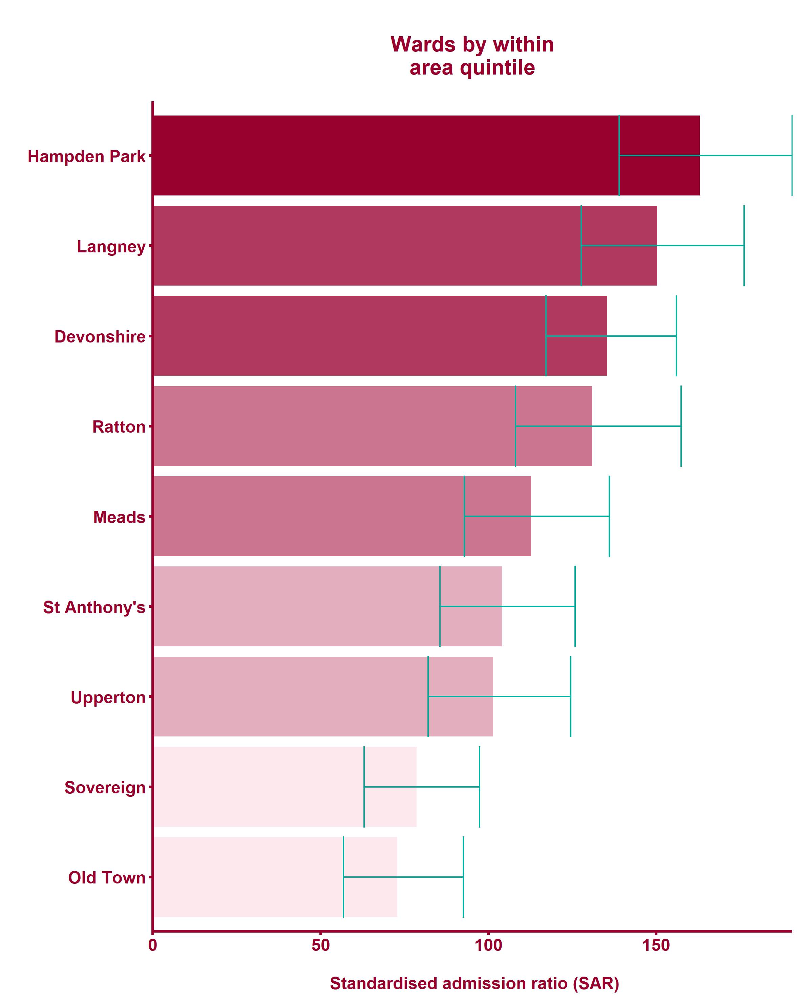 Wards by within
area quintile
Hampden Park
Langney
Devonshire
Ratton
Meads
St Anthony's
Upperton
Sovereign
Old Town
0 50 100 150
Standardised admission ratio (SAR)